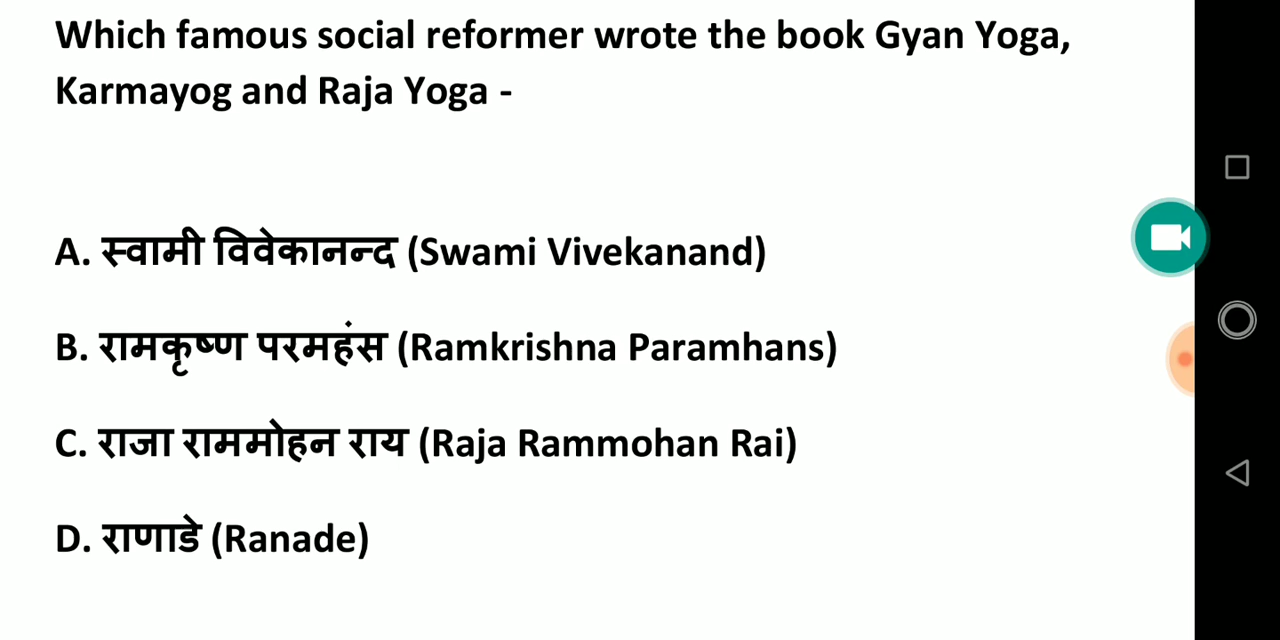 Which famous social reformer wrote the book Gyan Yoga,
Karmayog and Raja Yoga -
A. स्वामी विवेकानन्द (Swami Vivekanand)
B. रामकृष्ण परमहंस (Ramkrishna Paramhans)
C. राजा राममोहन राय (Raja Rammohan Rai)
D. राणाडे (Ranade)